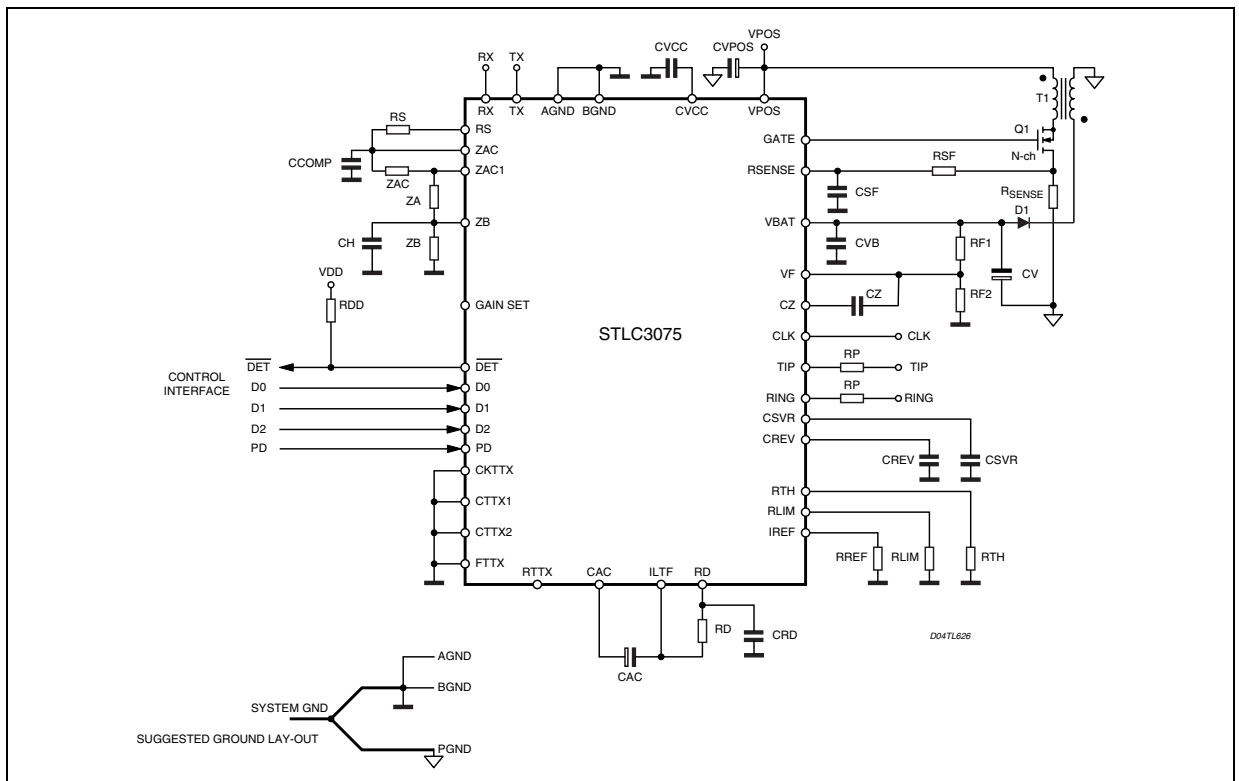 VPOS
RX TX CVCC CVPOS
RX TX AGND BGND CVCC VPOS
T1
RS RS
GATE Q1
N-ch
CCOMP ZAC
ZAC ZAC1
RSENSE RSF
CSF RSENSE
ZA
ZB VBAT D1
CH ZB
CVB RF1
VDD
VF CV
RDD
CZ CZ RF2
GAIN SET
STLC3075
CLK CLK
DET DET
TIP RP TIP
CONTROL
INTERFACE
D0 D0
RING RP RING
D1 D1
CSVR
D2 D2
CREV
PD PD
CREV CSVR
CKTTX
RTH
CTTX1
RLIM
CTTX2
IREF
RREF RLIM RTH
FTTX
RTTX CAC ILTF RD
RD CRD
D04TL626
CAC
AGND
BGND
SYSTEM GND
SUGGESTED GROUND LAY-OUT
PGND